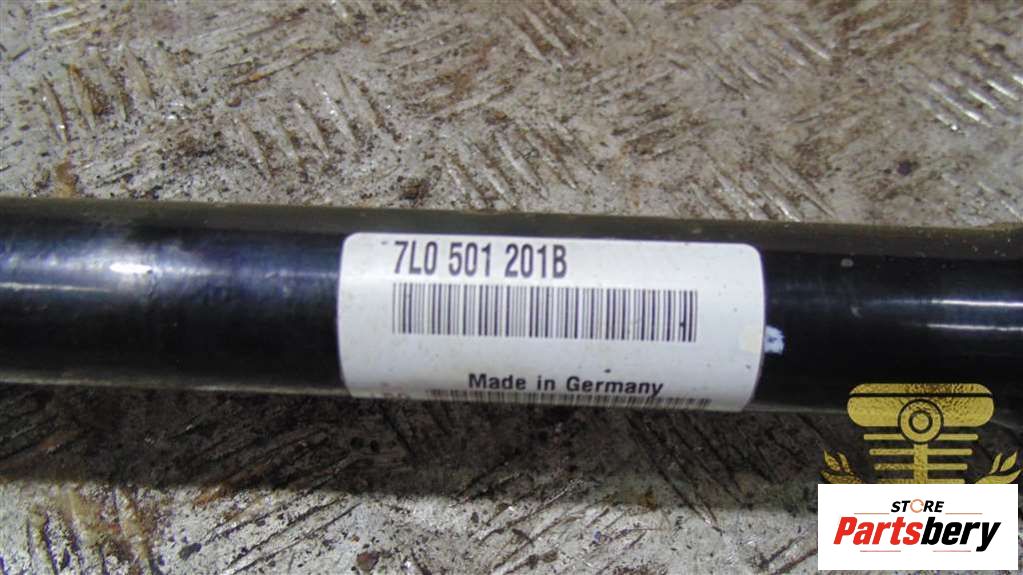 7L0 501 201B
Made in Germany
STORE
Partsbery